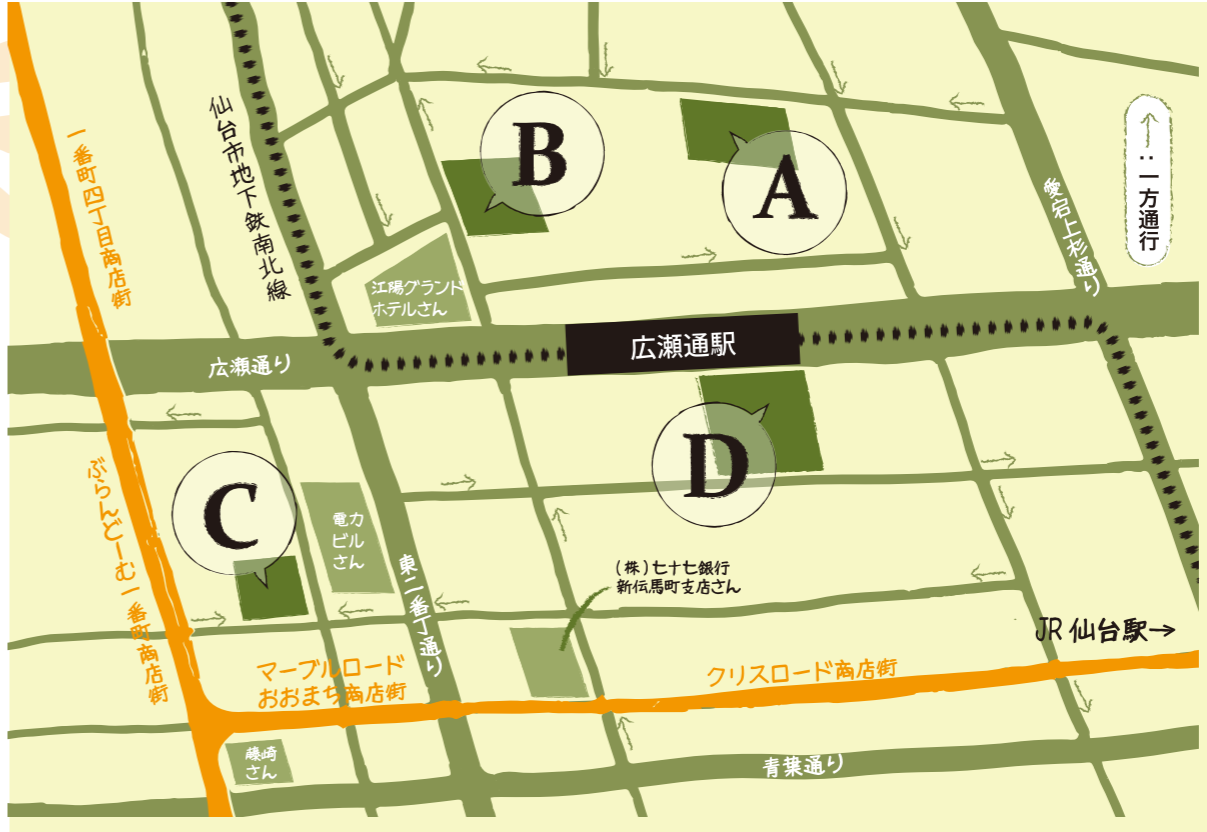 B
A
↑:一方通行
仙台市地下鉄南北線
一番町四丁目商店街
愛宕上杉通り
江陽グランド
ホテルさん
広瀬通駅
広瀬通り
D
C
ぶらんどーむ一番町商店街
電力
ビル
さん
東二番丁通り
(株)七十七銀行
新伝馬町支店さん
JR仙台駅→
マーブルロード
おおまち商店街
クリスロード商店街
藤崎
さん
青葉通り